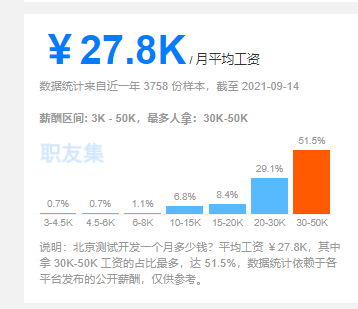 ￥27.8K / 月平均工资
数据统计来自近一年 3758 份样本，截至 2021-09-14
薪酬区间: 3K - 50K，最多人拿：30K-50K
职友集
0.7% 0.7% 1.1% 6.8% 8.4% 29.1% 51.5%
3-4.5K 4.5-6K 6-8K 10-15K 15-20K 20-30K 30-50K
说明：北京测试开发一个月多少钱？平均工资 ￥27.8K，其中
拿 30K-50K 工资的占比最多，达 51.5%，数据统计依赖于各
平台发布的公开薪酬，仅供参考。